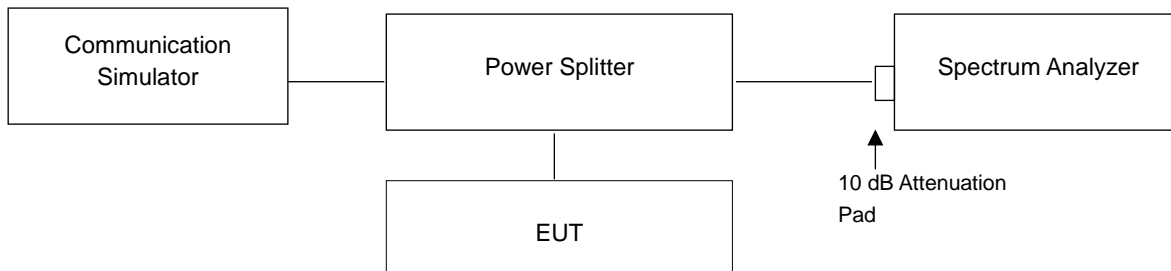 Communication
Simulator
Power Splitter
Spectrum Analyzer
10 dB Attenuation
Pad
EUT